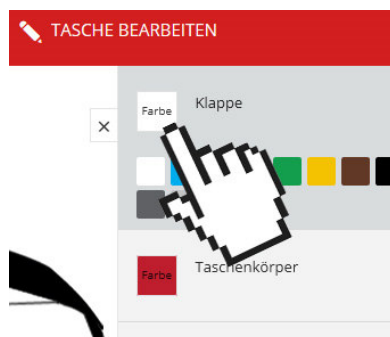 TASCHE BEARBEITEN
Farbe
Klappe
×
Farbe
Taschenkörper